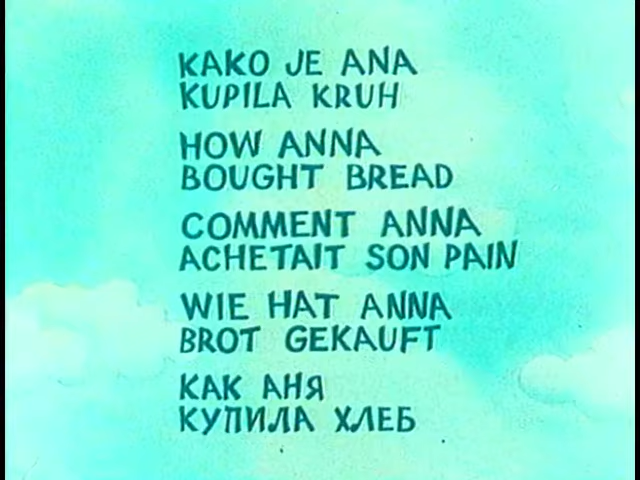 KAKO JE ANA
KUPILA KRUH
HOW ANNA
BOUGHT BREAD
COMMENT ANNA
ACHETAIT SON PAIN
WIE HAT ANNA
BROT GEKAUFT
КАК АНЯ
КУПИЛА ХЛЕБ